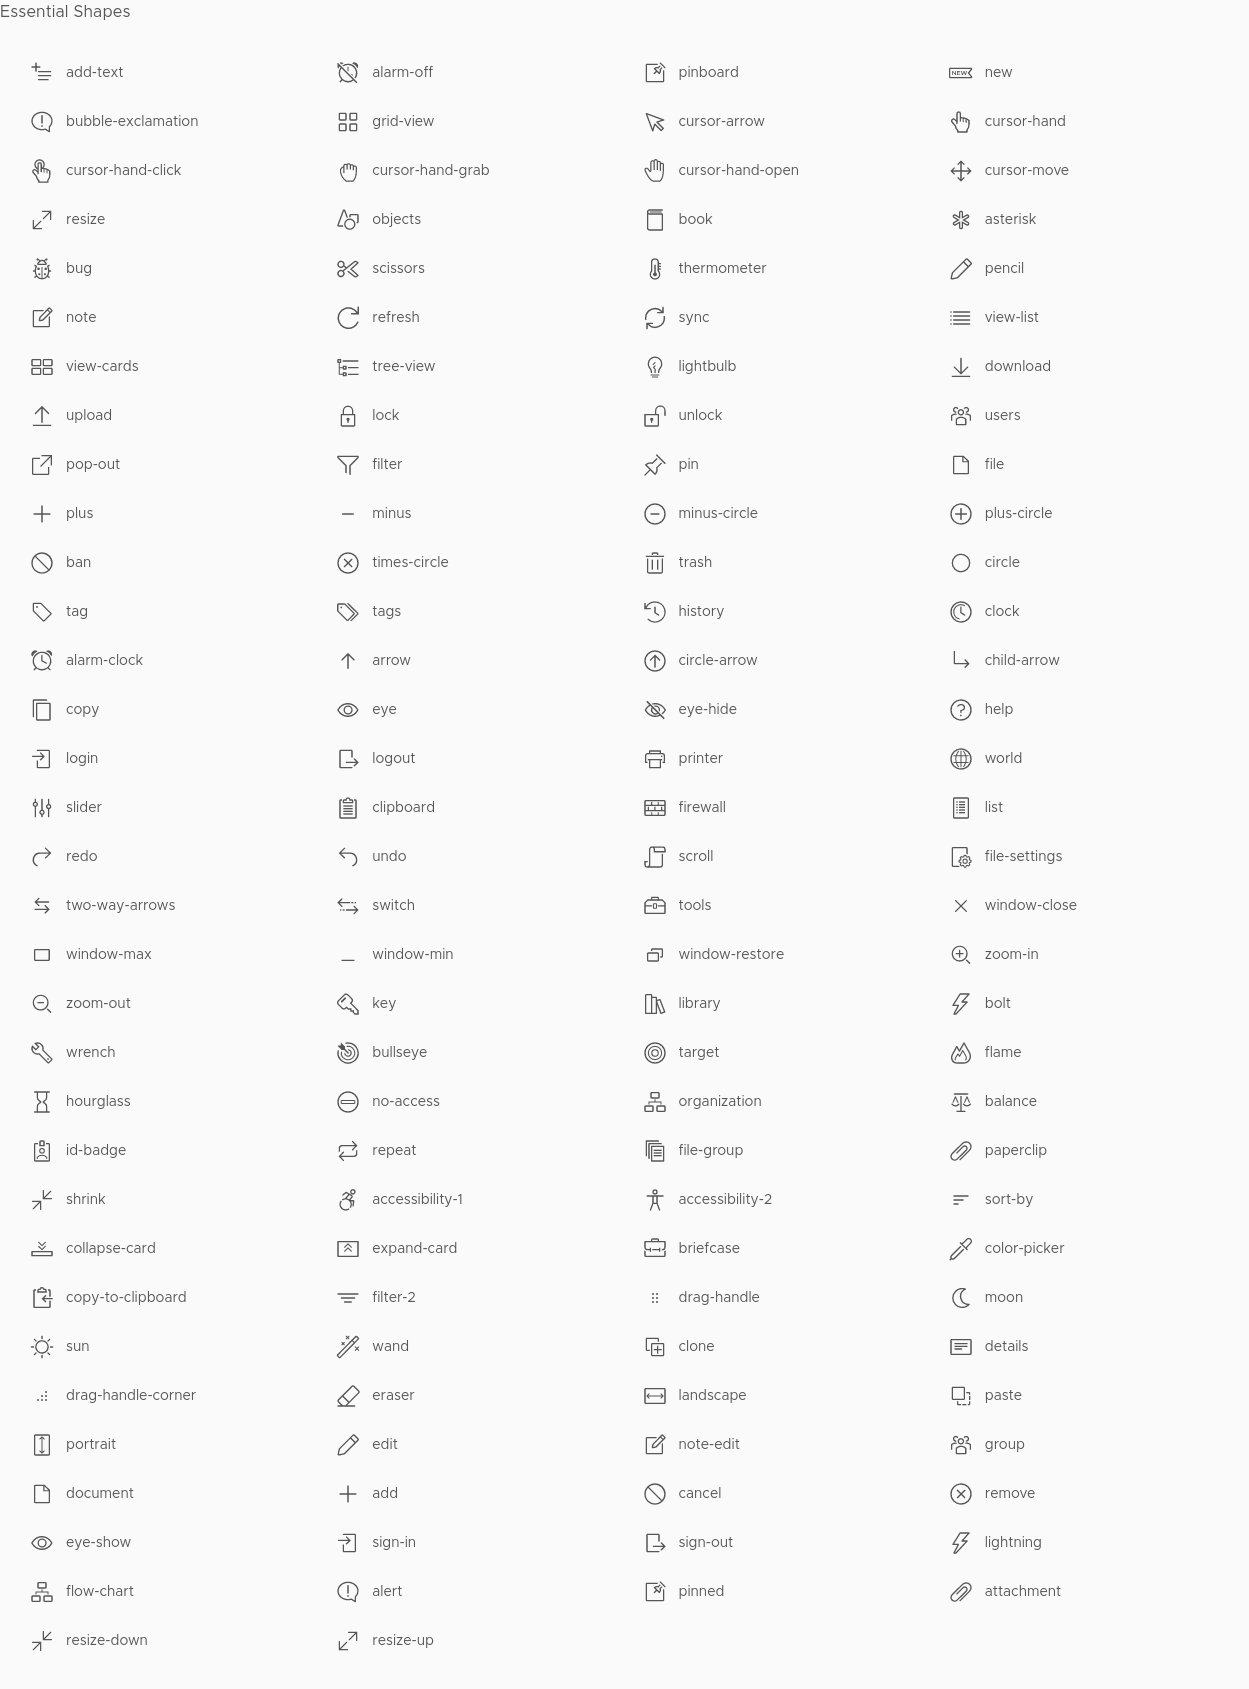 Essential Shapes
add-text
alarm-off
pinboard
NEW
new
bubble-exclamation
grid-view
cursor-arrow
cursor-hand
cursor-hand-click
cursor-hand-grab
cursor-hand-open
cursor-move
resize
objects
book
asterisk
bug
scissors
thermometer
pencil
note
refresh
sync
view-list
view-cards
tree-view
lightbulb
download
upload
lock
unlock
users
pop-out
filter
pin
file
plus
minus
minus-circle
plus-circle
ban
times-circle
trash
circle
tag
tags
history
clock
alarm-clock
arrow
circle-arrow
child-arrow
copy
eye
eye-hide
help
login
logout
printer
world
slider
clipboard
firewall
list
redo
undo
scroll
file-settings
two-way-arrows
switch
tools
window-close
window-max
window-min
window-restore
zoom-in
zoom-out
key
library
bolt
wrench
bullseye
target
flame
hourglass
no-access
organization
balance
id-badge
repeat
file-group
paperclip
shrink
accessibility-1
accessibility-2
sort-by
collapse-card
expand-card
briefcase
color-picker
copy-to-clipboard
filter-2
drag-handle
moon
sun
wand
clone
details
drag-handle-corner
eraser
landscape
paste
portrait
edit
note-edit
group
document
add
cancel
remove
eye-show
sign-in
sign-out
lightning
flow-chart
alert
pinned
attachment
resize-down
resize-up